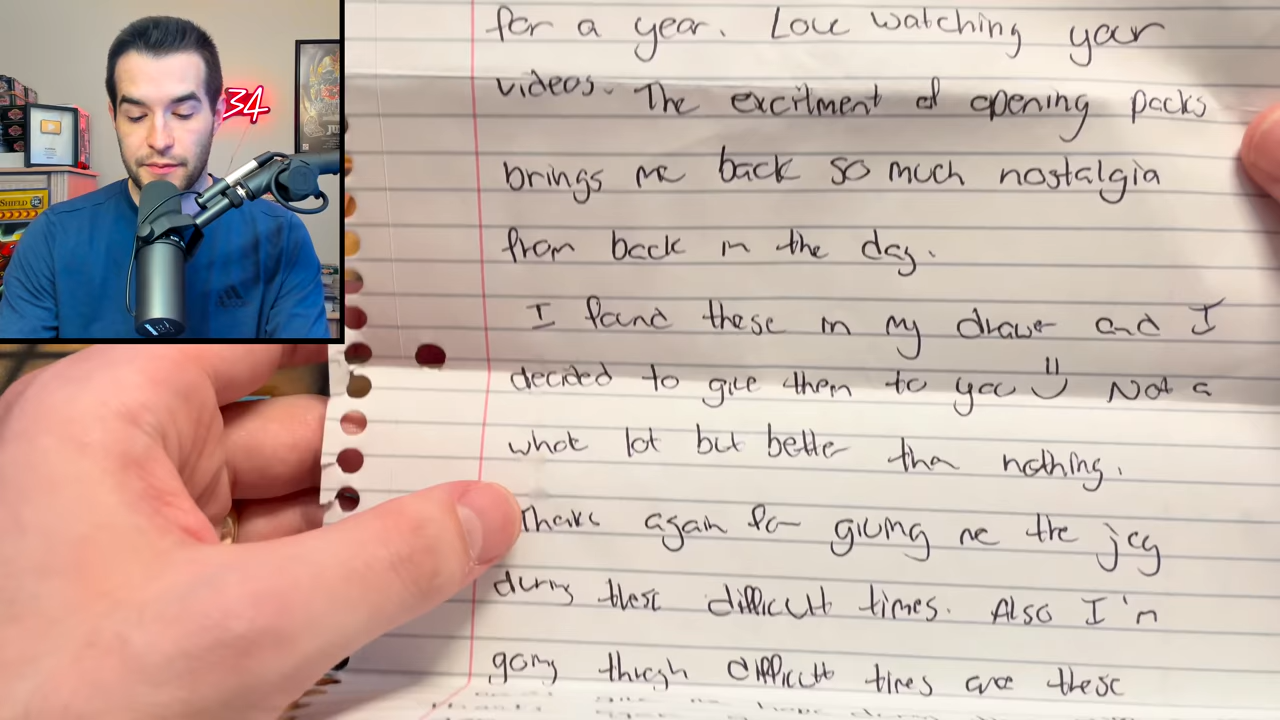 34
SHIELD
for a year. Love watching your
videos. The excitment of opening packs
brings me back so much nostalgia
from back in the day.
I found these in my drawer and I
decided to give them to you Not a
whole lot but better than nothing.
Thanks again for giving me the joy
during these difficult times. Also I'm
going through difficult times are these